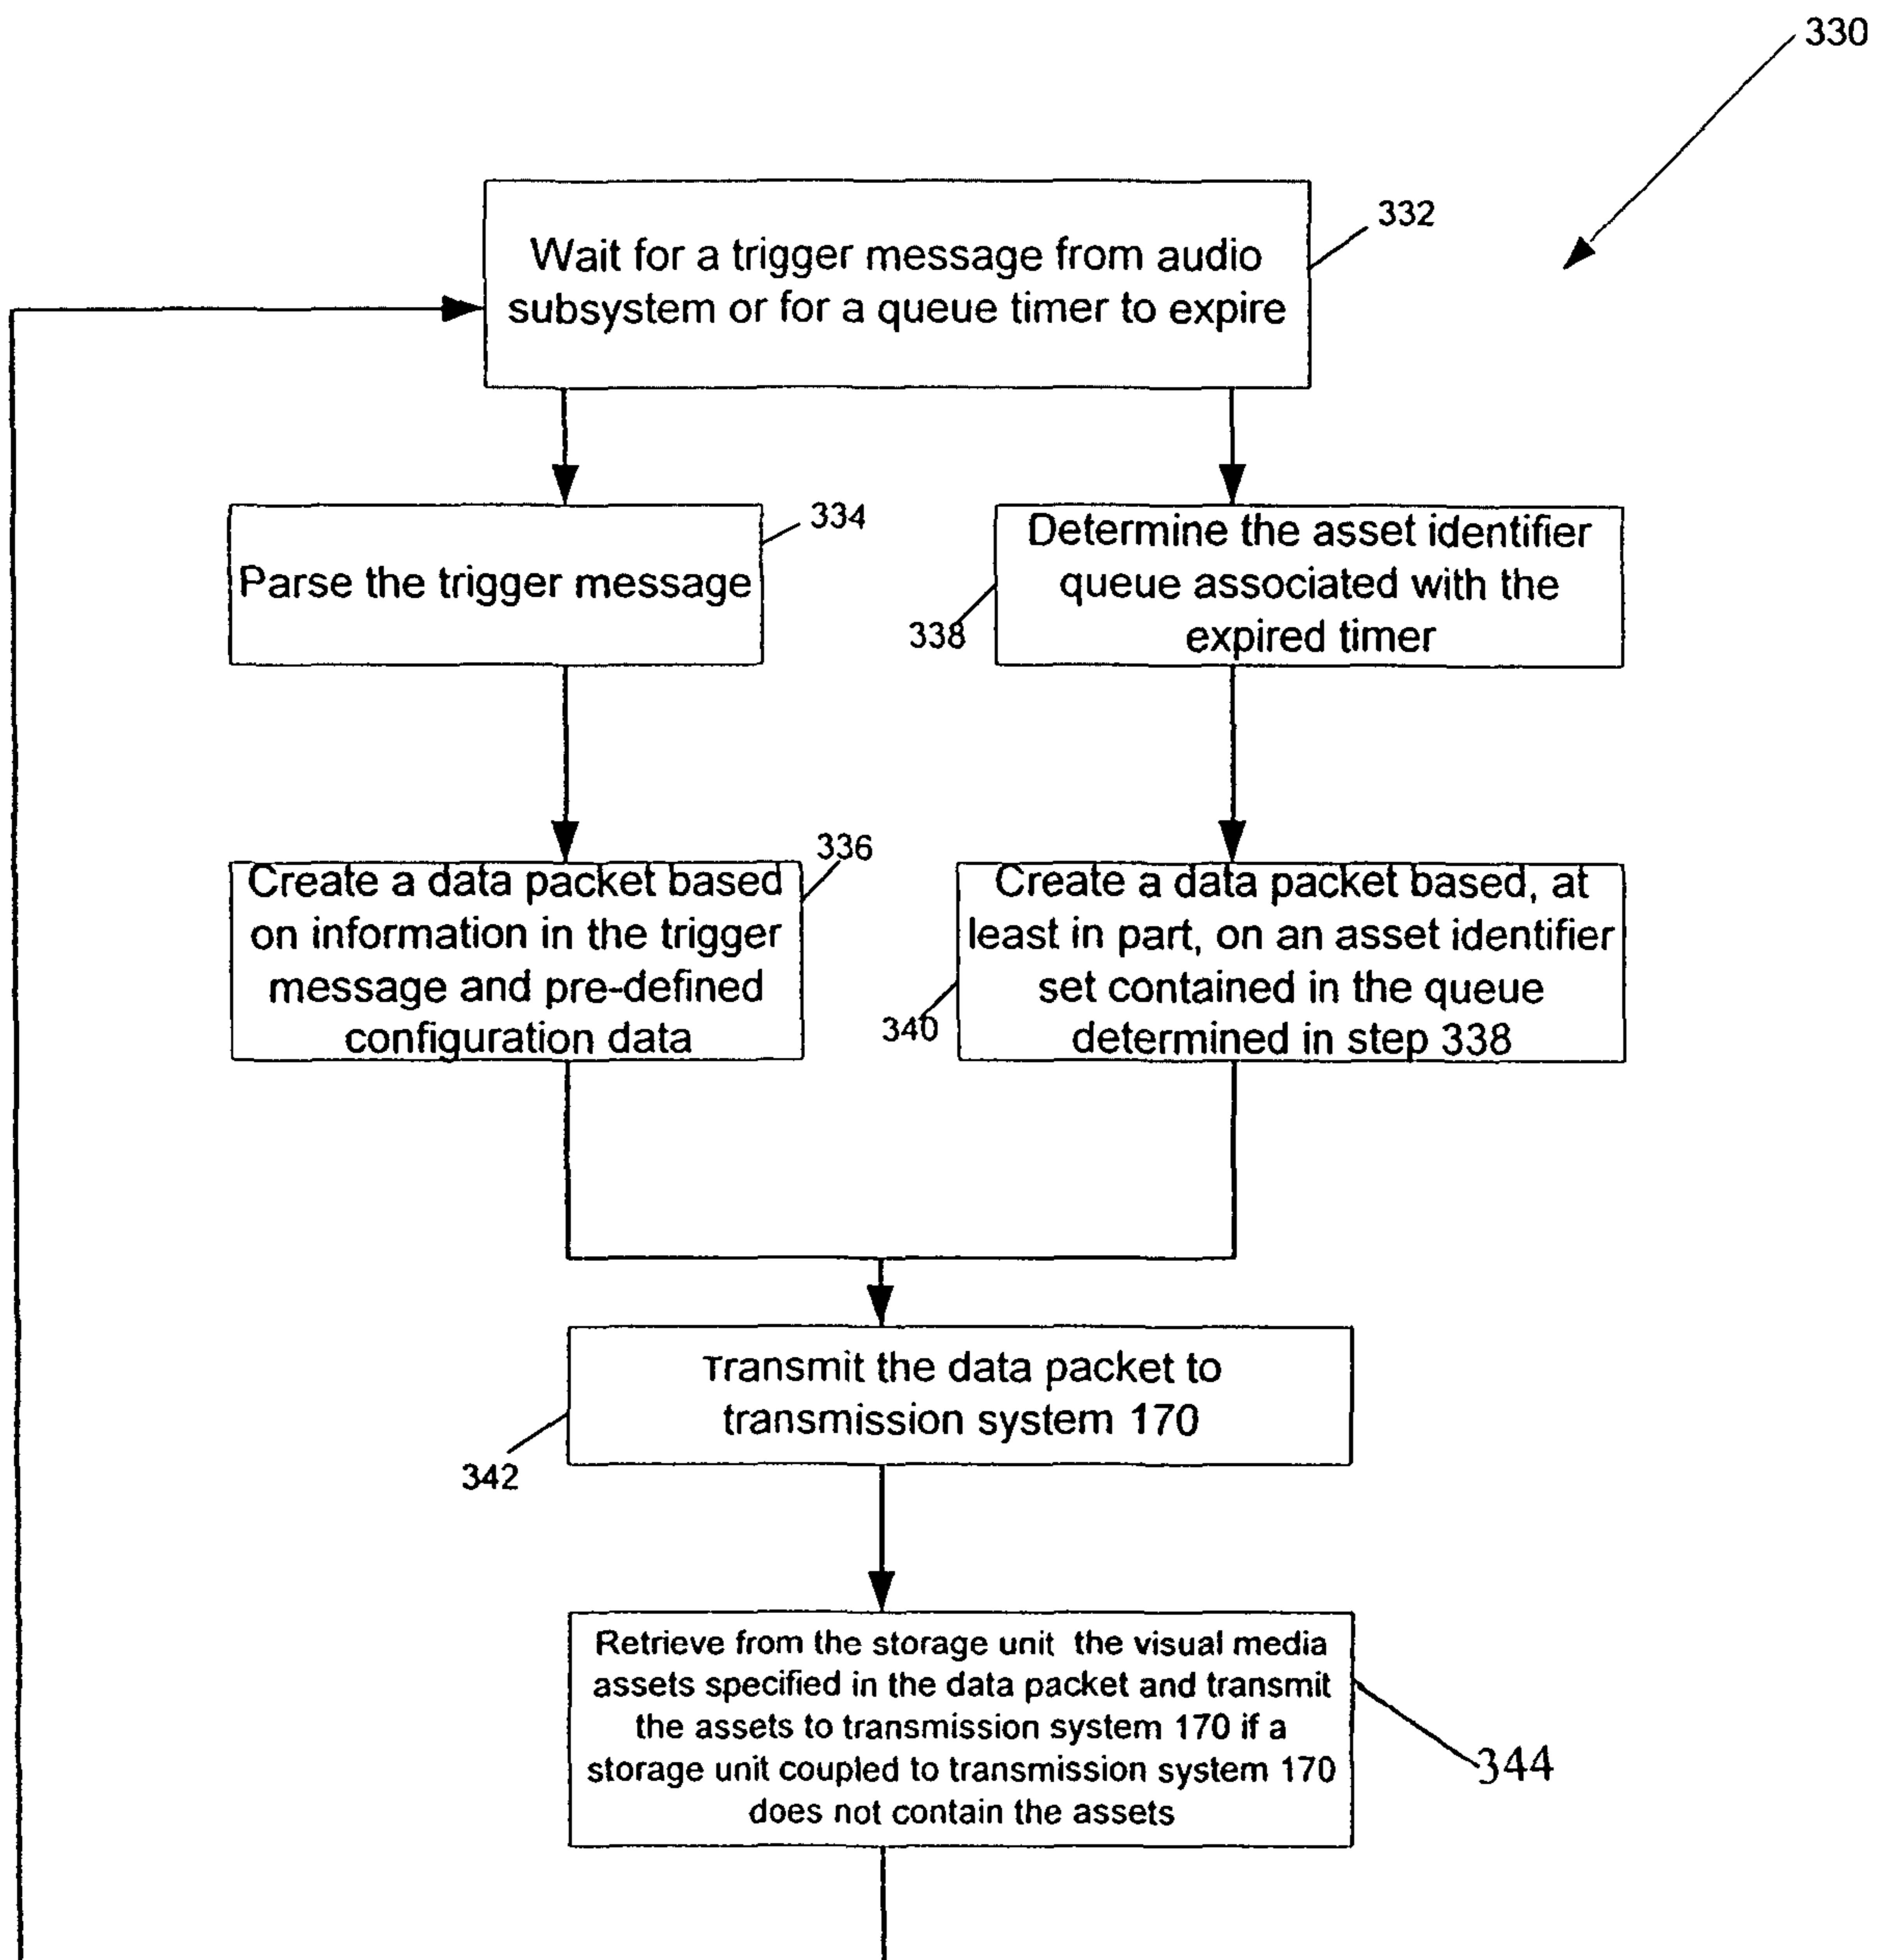 330
Wait for a trigger message from audio
subsystem or for a queue timer to expire
332
Parse the trigger message
334
Determine the asset identifier
queue associated with the
expired timer
338
Create a data packet based
on information in the trigger
message and pre-defined
configuration data
336
Create a data packet based, at
least in part, on an asset identifier
set contained in the queue
determined in step 338
340
Transmit the data packet to
transmission system 170
342
Retrieve from the storage unit the visual media
assets specified in the data packet and transmit
the assets to transmission system 170 if a
storage unit coupled to transmission system 170
does not contain the assets
344